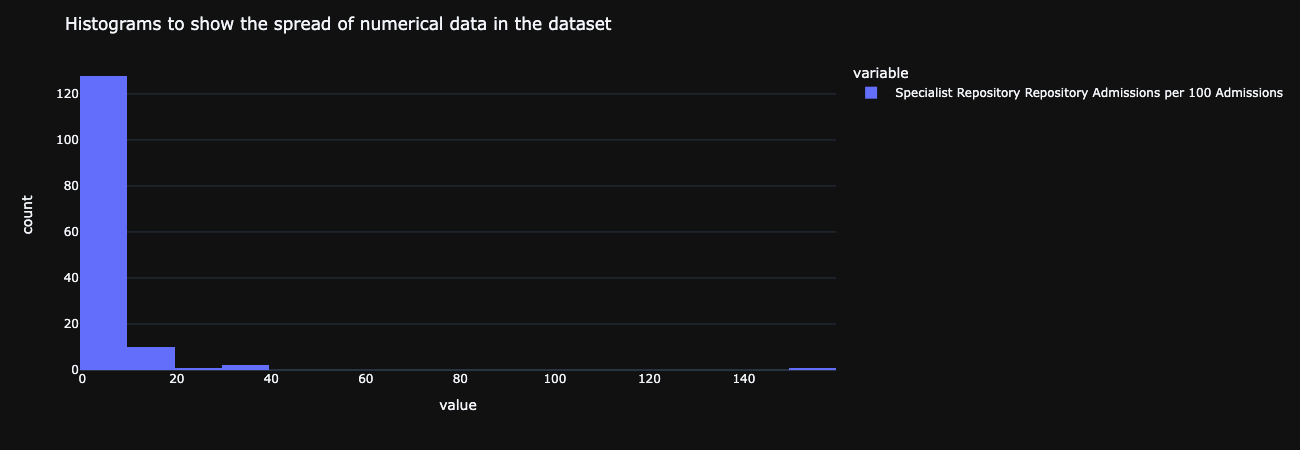 Histograms to show the spread of numerical data in the dataset
variable
Specialist Repository Repository Admissions per 100 Admissions
count
120
100
80
60
40
20
0
0 20 40 60 80 100 120 140
value